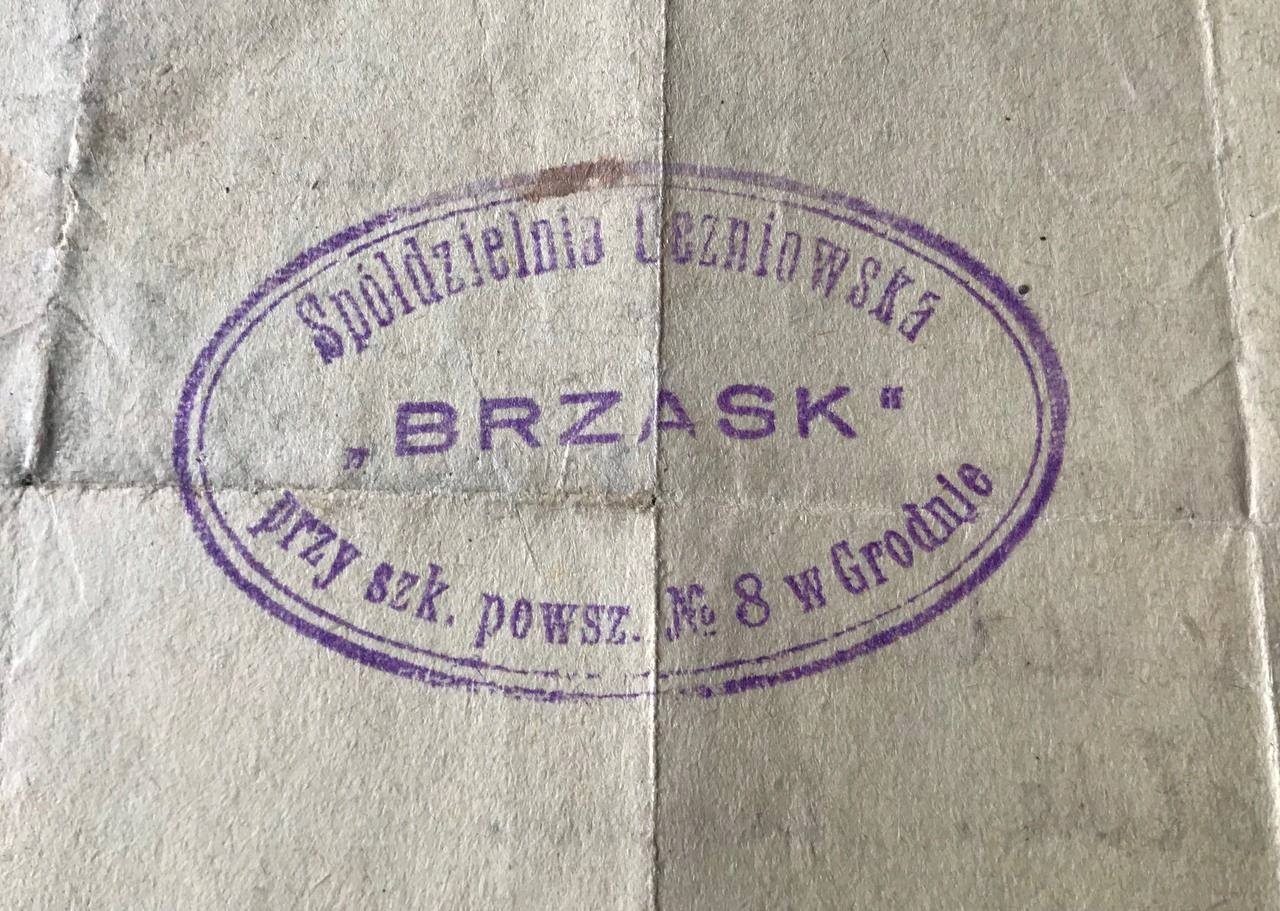 Spółdzielnia Uczniowska
„BRZASK“
przy szk. powsz. № 8 w Grodnie